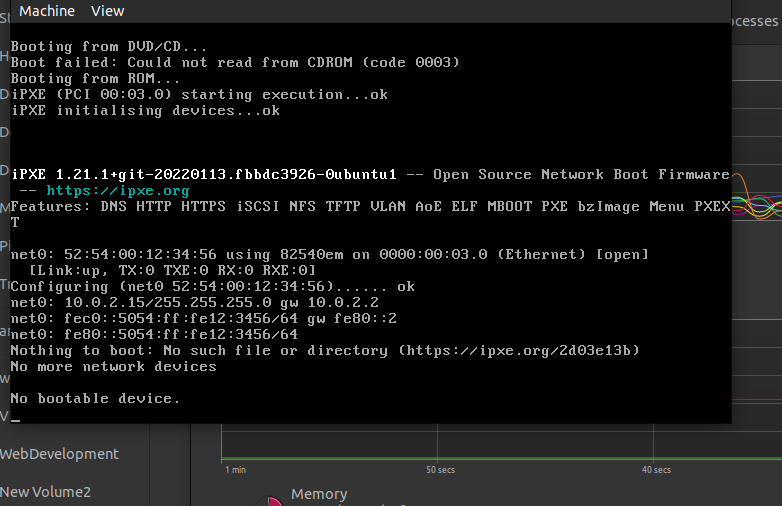 Machine View
ocesses
St
Booting from DVD/CD...
Boot failed: Could not read from CDROM (code 0003)
Booting from ROM...
iPXE (PCI 00:03.0) starting execution...ok
iPXE initialising devices...ok
iPXE 1.21.1+git-20220113.fbbdc3926-0ubuntu1 -- Open Source Network Boot Firmware
-- https://ipxe.org
Features: DNS HTTP HTTPS iSCSI NFS TFTP VLAN AoE ELF MBOOT PXE bzImage Menu PXEX
T
net0: 52:54:00:12:34:56 using 82540em on 0000:00:03.0 (Ethernet) [open]
[Link:up, TX:0 TXE:0 RX:0 RXE:0]
Configuring (net0 52:54:00:12:34:56)...... ok
net0: 10.0.2.15/255.255.255.0 gw 10.0.2.2
net0: fec0::5054:ff:fe12:3456/64 gw fe80::2
net0: fe80::5054:ff:fe12:3456/64
Nothing to boot: No such file or directory (https://ipxe.org/2d03e13b)
No more network devices
No bootable device.
WebDevelopment
New Volume2
1 min 50 secs 40 secs
Memory